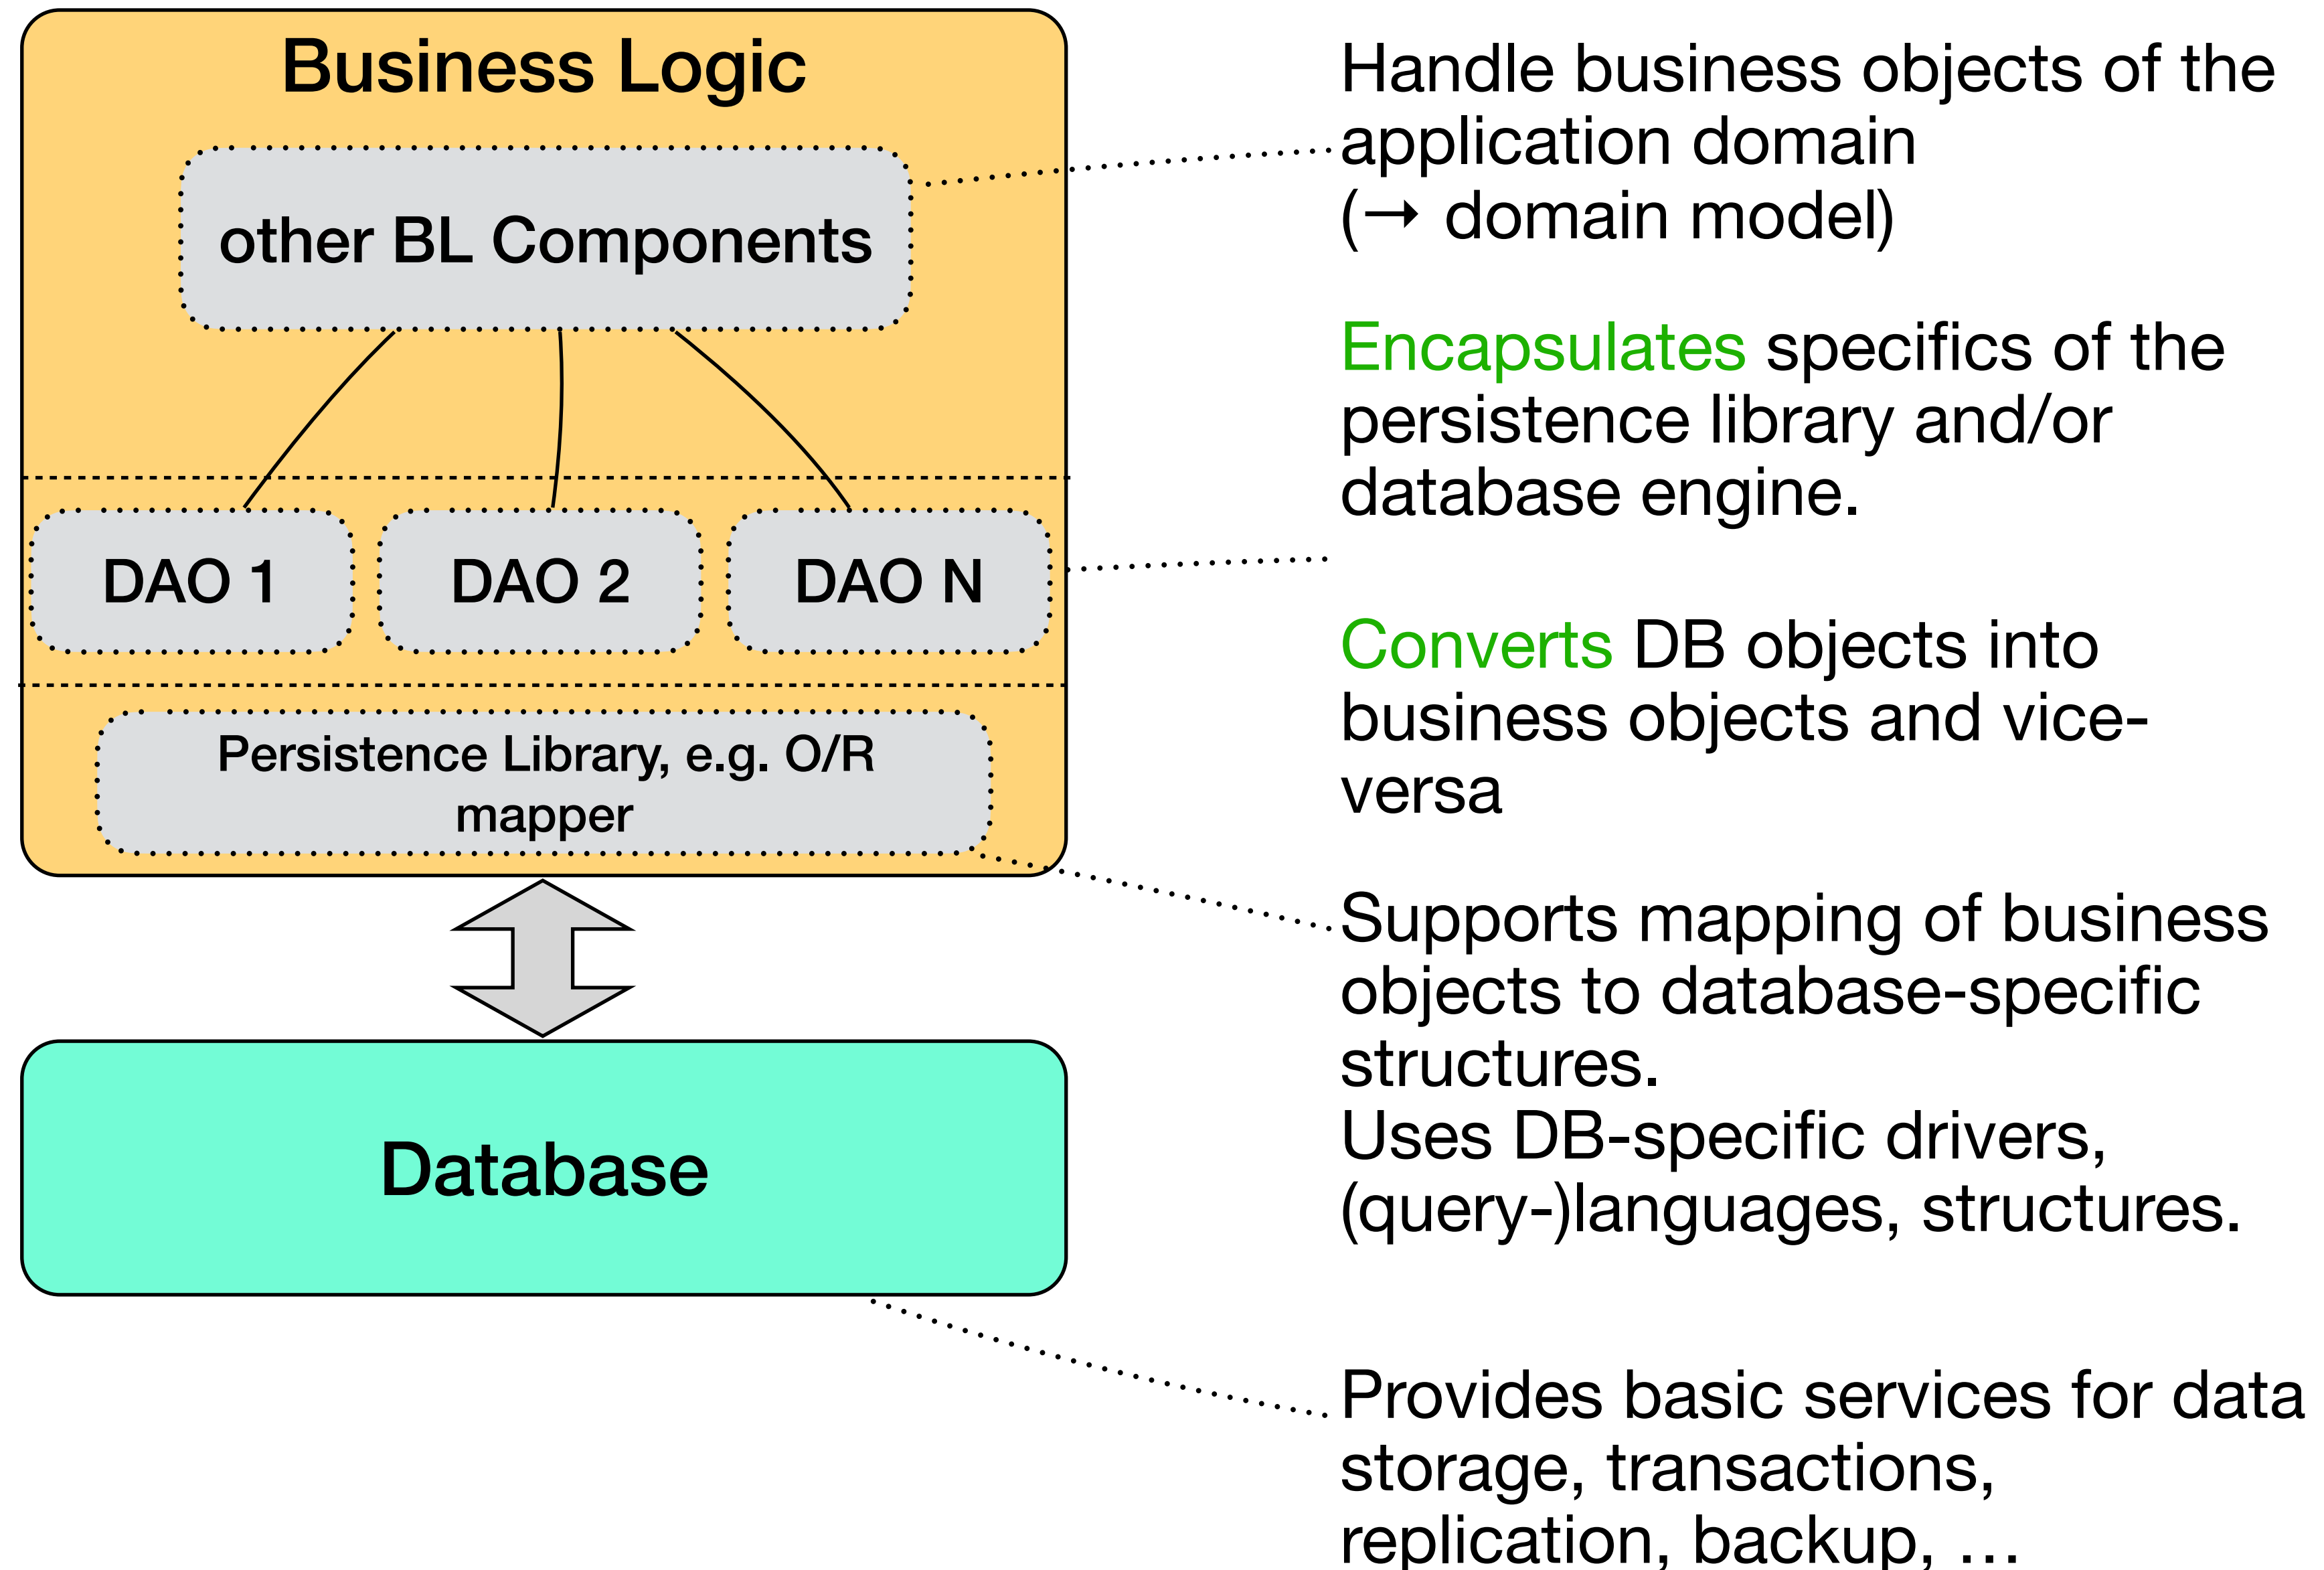 Business Logic
other BL Components
DAO 1
DAO 2
DAO N
Persistence Library, e.g. O/R
mapper
Database
Handle business objects of the
application domain
(→ domain model)
Encapsulates specifics of the
persistence library and/or
database engine.
Converts DB objects into
business objects and vice-
versa
Supports mapping of business
objects to database-specific
structures.
Uses DB-specific drivers,
(query-)languages, structures.
Provides basic services for data
storage, transactions,
replication, backup, …